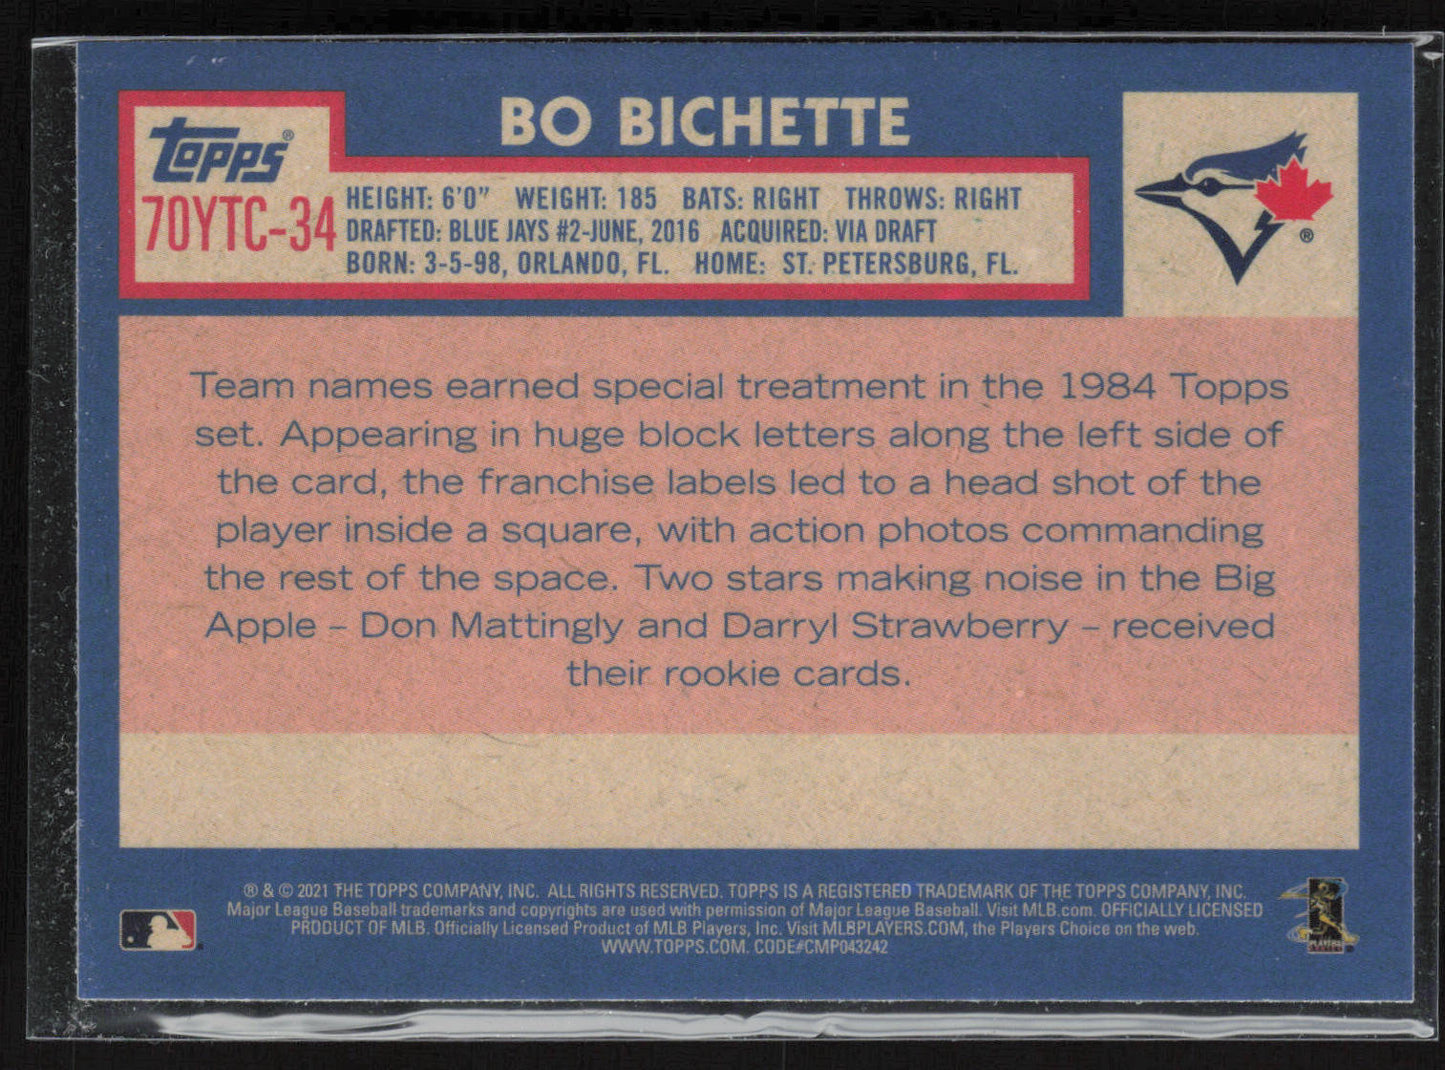 BO BICHETTE
Topps®
70YTC-34
HEIGHT: 6'0" WEIGHT: 185 BATS: RIGHT THROWS: RIGHT
DRAFTED: BLUE JAYS #2-JUNE, 2016 ACQUIRED: VIA DRAFT
BORN: 3-5-98, ORLANDO, FL. HOME: ST. PETERSBURG, FL.
®
Team names earned special treatment in the 1984 Topps
set. Appearing in huge block letters along the left side of
the card, the franchise labels led to a head shot of the
player inside a square, with action photos commanding
the rest of the space. Two stars making noise in the Big
Apple – Don Mattingly and Darryl Strawberry – received
their rookie cards.
® & © 2021 THE TOPPS COMPANY, INC. ALL RIGHTS RESERVED. TOPPS IS A REGISTERED TRADEMARK OF THE TOPPS COMPANY, INC.
Major League Baseball trademarks and copyrights are used with permission of Major League Baseball. Visit MLB.com. OFFICIALLY LICENSED
PRODUCT OF MLB. Officially Licensed Product of MLB Players, Inc. Visit MLBPLAYERS.COM, the Players Choice on the web.
WWW.TOPPS.COM. CODE#CMP043242
PLAYERS